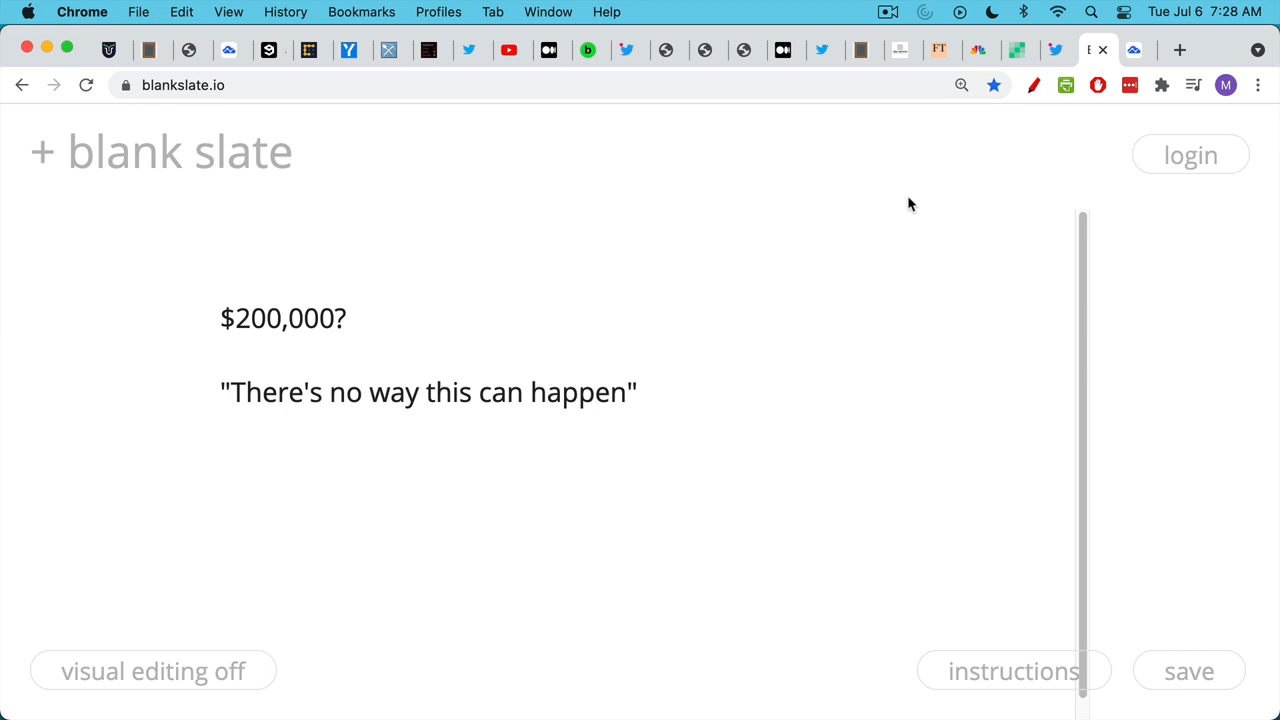 Chrome File Edit View History Bookmarks Profiles Tab Window Help Tue Jul 6 7:28 AM
FT
blankslate.io
M
+ blank slate
login
$200,000?
"There's no way this can happen"
visual editing off
instructions
save